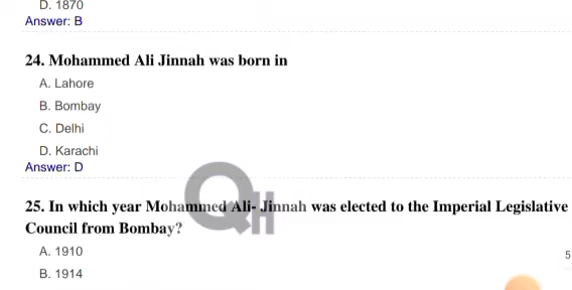 D. 1870
Answer: B
24. Mohammed Ali Jinnah was born in
A. Lahore
B. Bombay
C. Delhi
D. Karachi
Answer: D
QH
25. In which year Mohammed Ali- Jinnah was elected to the Imperial Legislative
Council from Bombay?
A. 1910
5
B. 1914